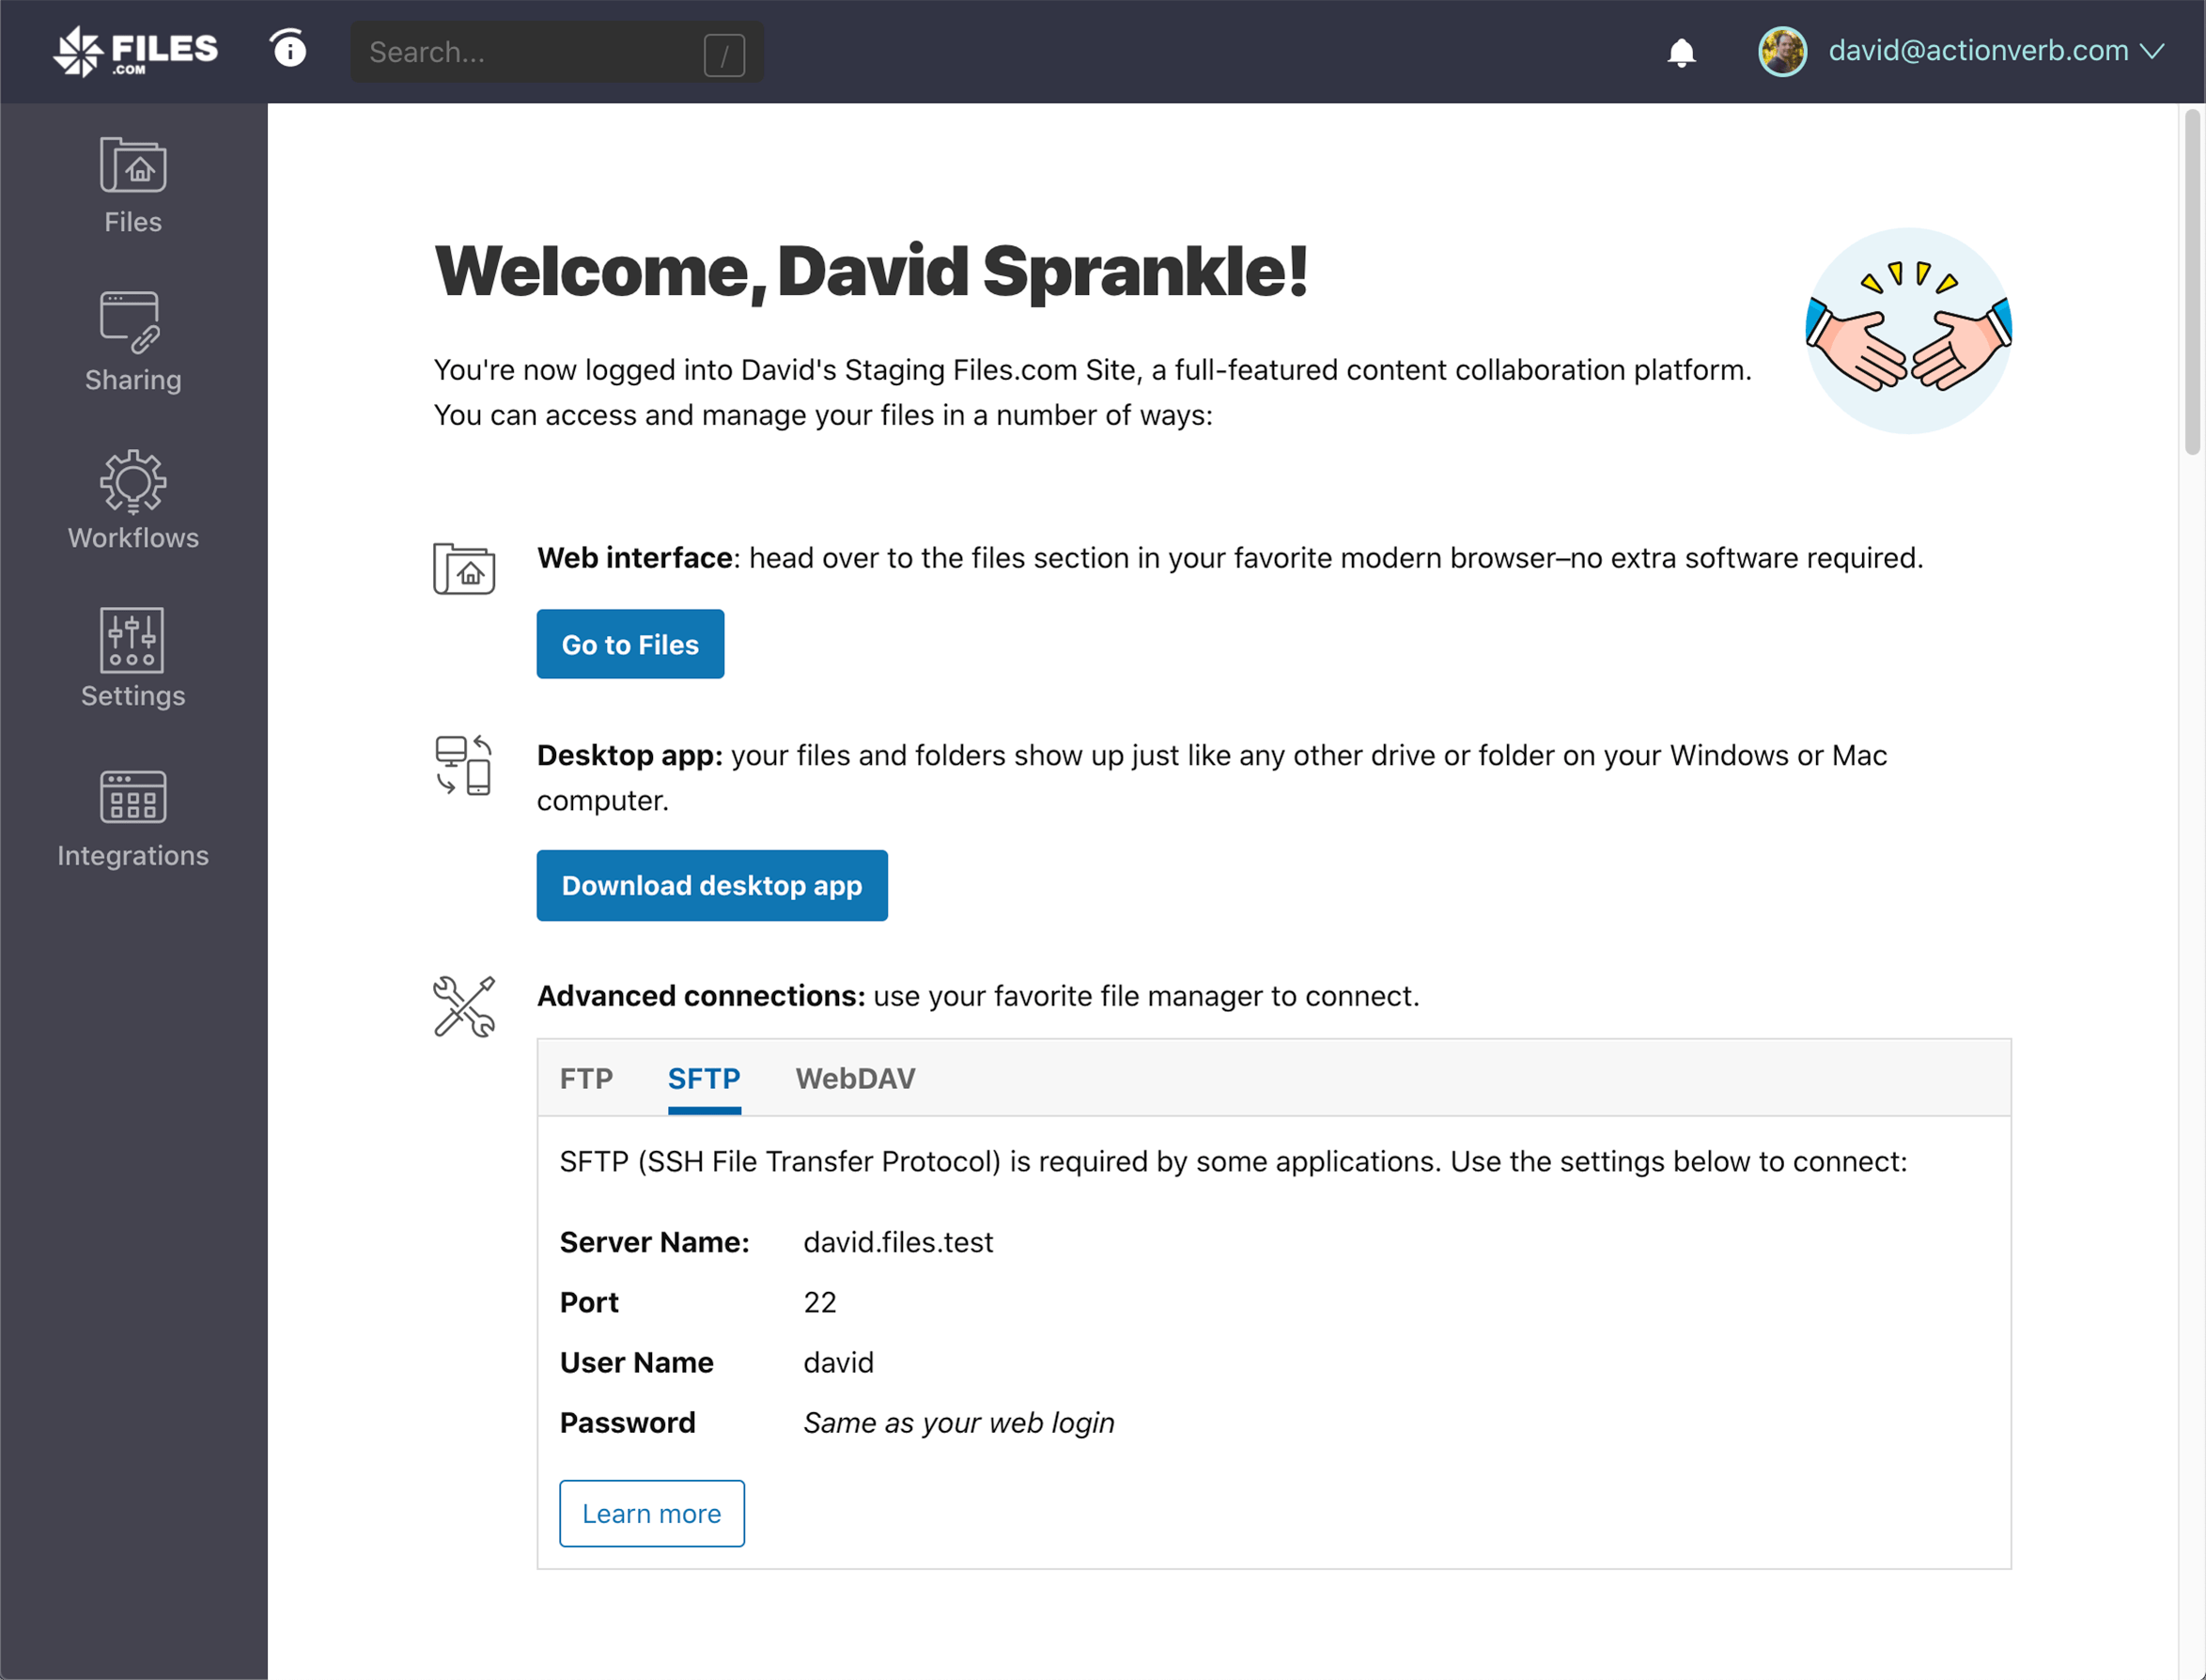 FILES
.COM
Search...
/
david@actionverb.com
Files
Sharing
Workflows
Settings
Integrations
Welcome, David Sprankle!
You're now logged into David's Staging Files.com Site, a full-featured content collaboration platform.
You can access and manage your files in a number of ways:
Web interface: head over to the files section in your favorite modern browser–no extra software required.
Go to Files
Desktop app: your files and folders show up just like any other drive or folder on your Windows or Mac
computer.
Download desktop app
Advanced connections: use your favorite file manager to connect.
FTP SFTP WebDAV
SFTP (SSH File Transfer Protocol) is required by some applications. Use the settings below to connect:
Server Name: david.files.test
Port 22
User Name david
Password Same as your web login
Learn more